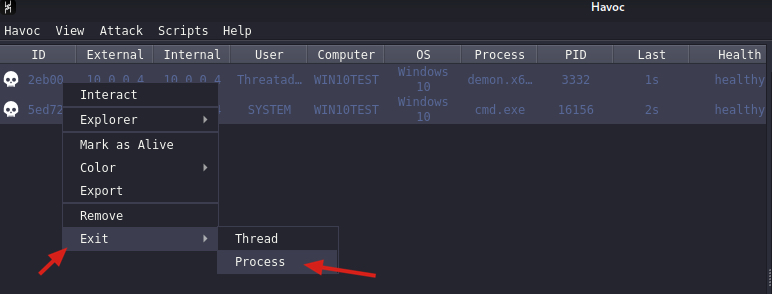 Havoc
Havoc View Attack Scripts Help
ID External Internal User Computer OS Process PID Last Health
2eb00 10.0.0.4 10.0.0.4 Threatad… WIN10TEST Windows 10 demon.x6… 3332 1s healthy
5ed72 4 SYSTEM WIN10TEST Windows 10 cmd.exe 16156 2s healthy
Interact
Explorer
Mark as Alive
Color
Export
Remove
Exit
Thread
Process